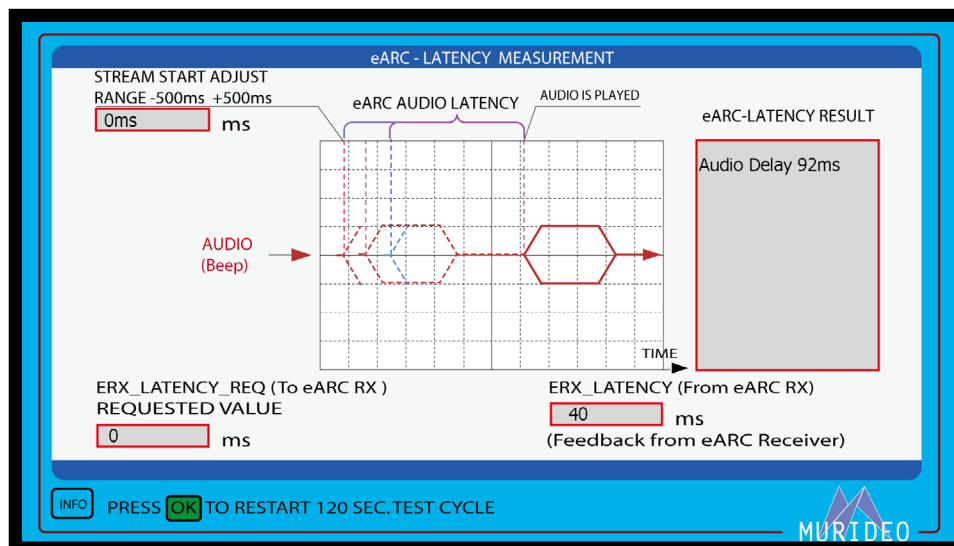 eARC - LATENCY MEASUREMENT
STREAM START ADJUST
RANGE -500ms +500ms
0ms ms
eARC AUDIO LATENCY
AUDIO IS PLAYED
eARC-LATENCY RESULT
Audio Delay 92ms
AUDIO
(Beep)
TIME
ERX_LATENCY_REQ (To eARC RX )
REQUESTED VALUE
0 ms
ERX_LATENCY (From eARC RX)
40 ms
(Feedback from eARC Receiver)
INFO PRESS OK TO RESTART 120 SEC. TEST CYCLE
MURIDEO